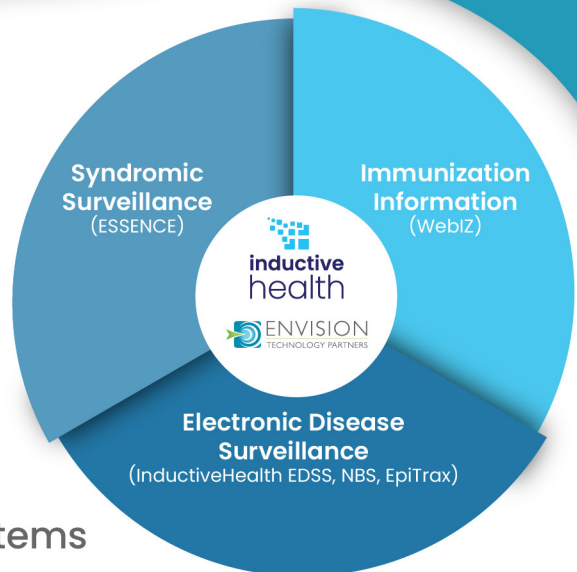 Syndromic
Surveillance
(ESSENCE)
Immunization
Information
(WebIZ)
inductive
health
ENVISION
TECHNOLOGY PARTNERS
Electronic Disease
Surveillance
(InductiveHealth EDSS, NBS, EpiTrax)
tems